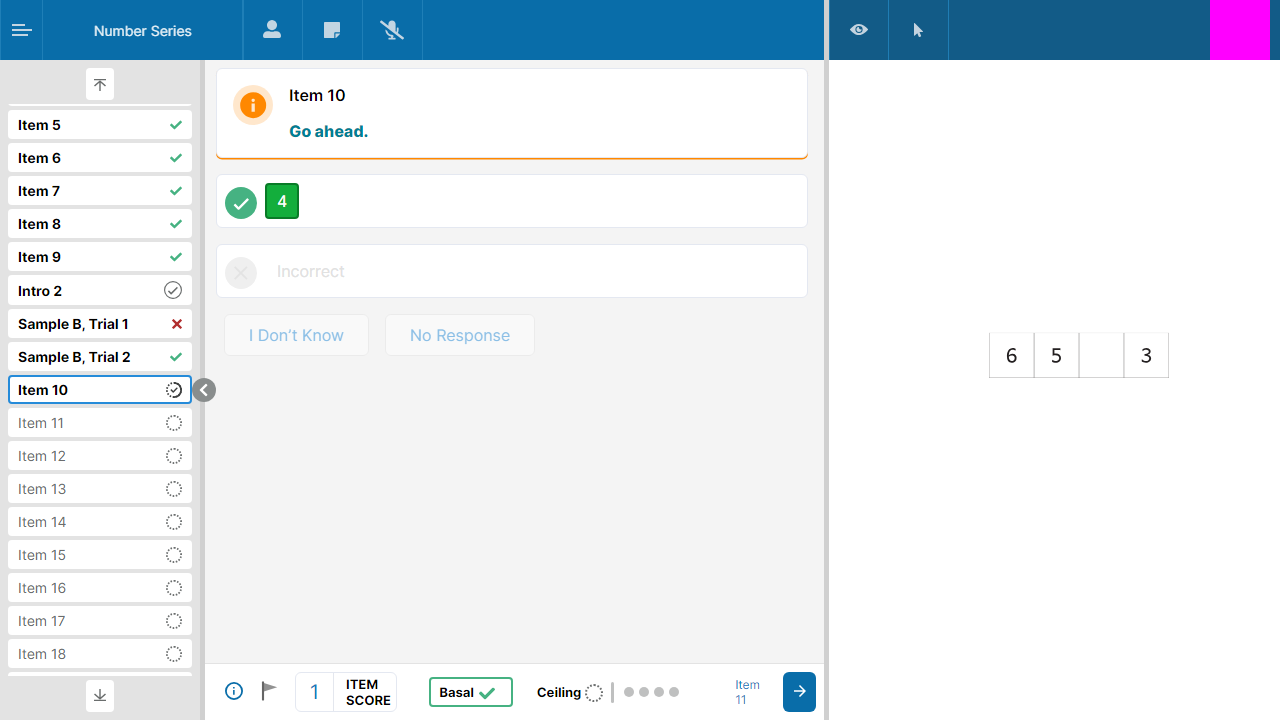 Number Series
Item 5
Item 6
Item 7
Item 8
Item 9
Intro 2
Sample B, Trial 1
Sample B, Trial 2
Item 10
Item 11
Item 12
Item 13
Item 14
Item 15
Item 16
Item 17
Item 18
Item 10
Go ahead.
4
Incorrect
I Don't Know
No Response
1
ITEM
SCORE
Basal
Ceiling
Item
11
6 5 3